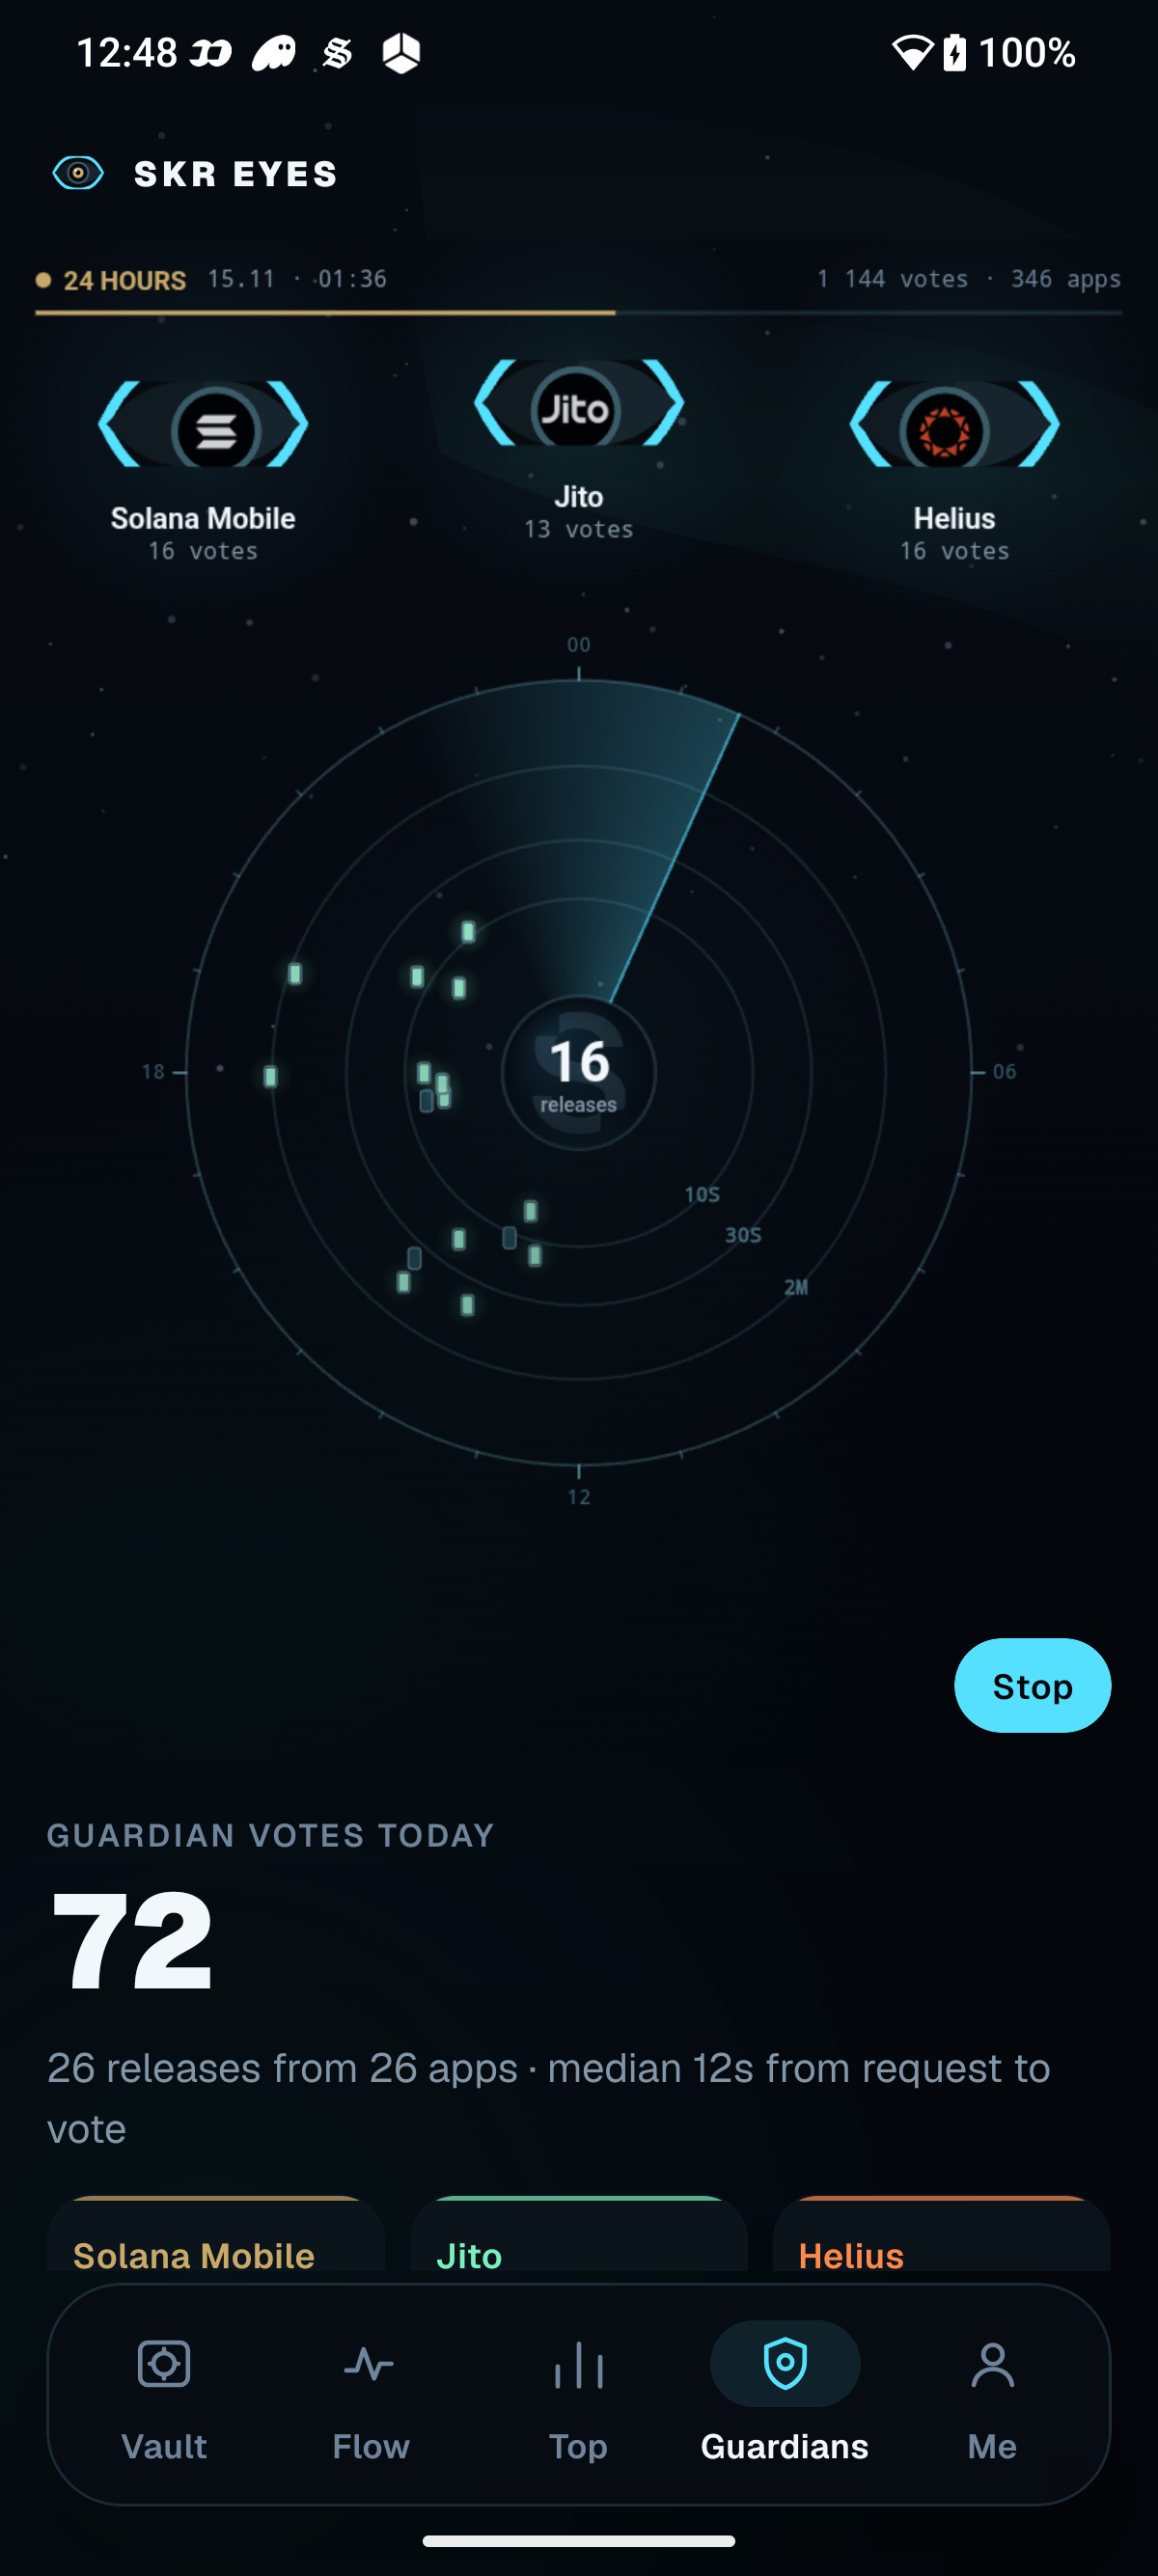 12:48
100%
SKR EYES
24 HOURS 15.11 · 01:36
1 144 votes · 346 apps
Jito
Solana Mobile
16 votes
Jito
13 votes
Helius
16 votes
00
18
06
16
releases
10S
30S
2M
12
Stop
GUARDIAN VOTES TODAY
72
26 releases from 26 apps · median 12s from request to
vote
Solana Mobile
Jito
Helius
Vault
Flow
Top
Guardians
Me